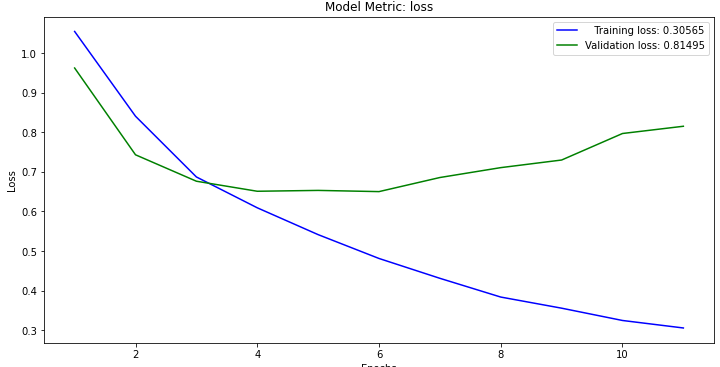 Model Metric: loss
Training loss: 0.30565
Validation loss: 0.81495
1.0
0.9
0.8
0.7
0.6
0.5
0.4
0.3
Loss
2 4 6 8 10
Epochs